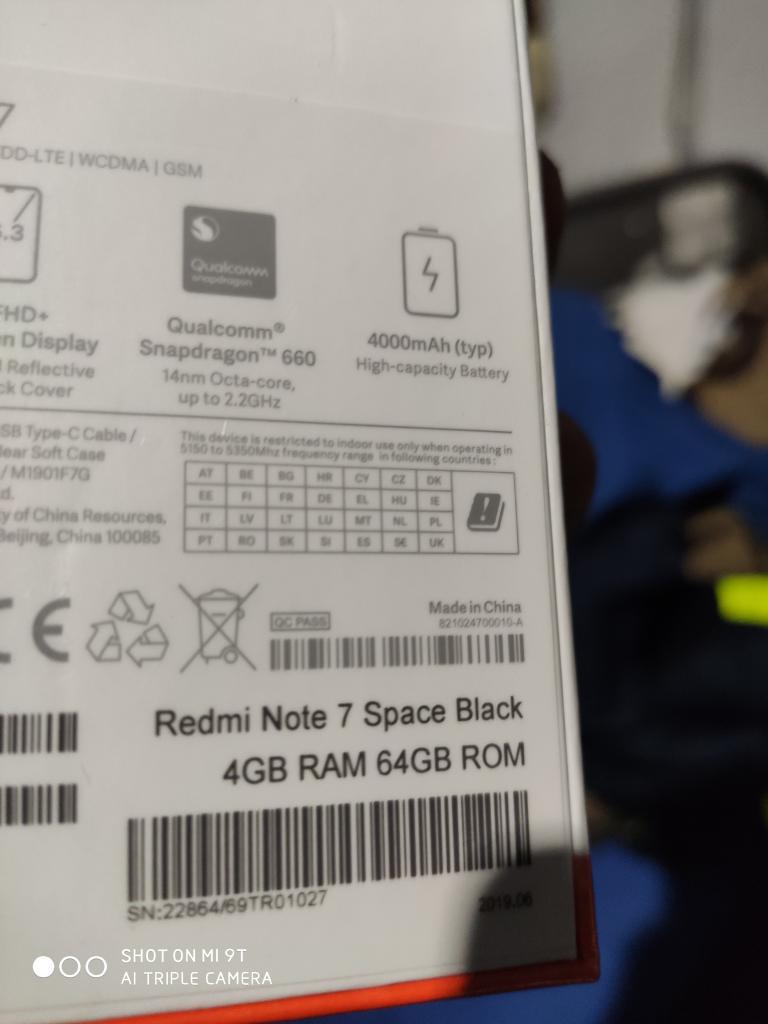 7
DD-LTE | WCDMA | GSM
6.3
Qualcomm
snapdragon
FHD+
n Display
Reflective
ck Cover
Qualcomm®
Snapdragon™ 660
14nm Octa-core,
up to 2.2GHz
4000mAh (typ)
High-capacity Battery
SB Type-C Cable /
lear Soft Case
/ M1901F7G
d.
y of China Resources,
Beijing, China 100085
This device is restricted to indoor use only when operating in
5150 to 5350Mhz frequency range in following countries :
AT BE BG HR CY CZ DK
EE FI FR DE EL HU IE
IT LV LT LU MT NL PL
PT RO SK SI ES SE UK
CE
QC PASS
Made in China
821024700010-A
Redmi Note 7 Space Black
4GB RAM 64GB ROM
SN:22864/69TR01027
2019.06
SHOT ON MI 9T
AI TRIPLE CAMERA